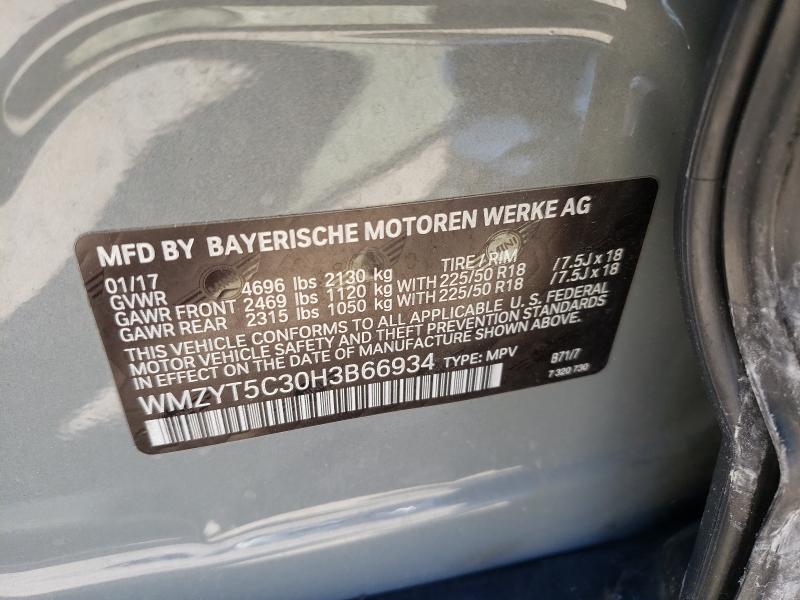 MFD BY BAYERISCHE MOTOREN WERKE AG
01/17 TIRE / RIM
GVWR 4696 lbs 2130 kg
GAWR FRONT 2469 lbs 1120 kg WITH 225/50 R18 / 7.5J x 18
GAWR REAR 2315 lbs 1050 kg WITH 225/50 R18 / 7.5J x 18
THIS VEHICLE CONFORMS TO ALL APPLICABLE U. S. FEDERAL
MOTOR VEHICLE SAFETY AND THEFT PREVENTION STANDARDS
IN EFFECT ON THE DATE OF MANUFACTURE SHOWN ABOVE.
WMZYT5C30H3B66934 TYPE: MPV 871/7
7 320 730
MINI